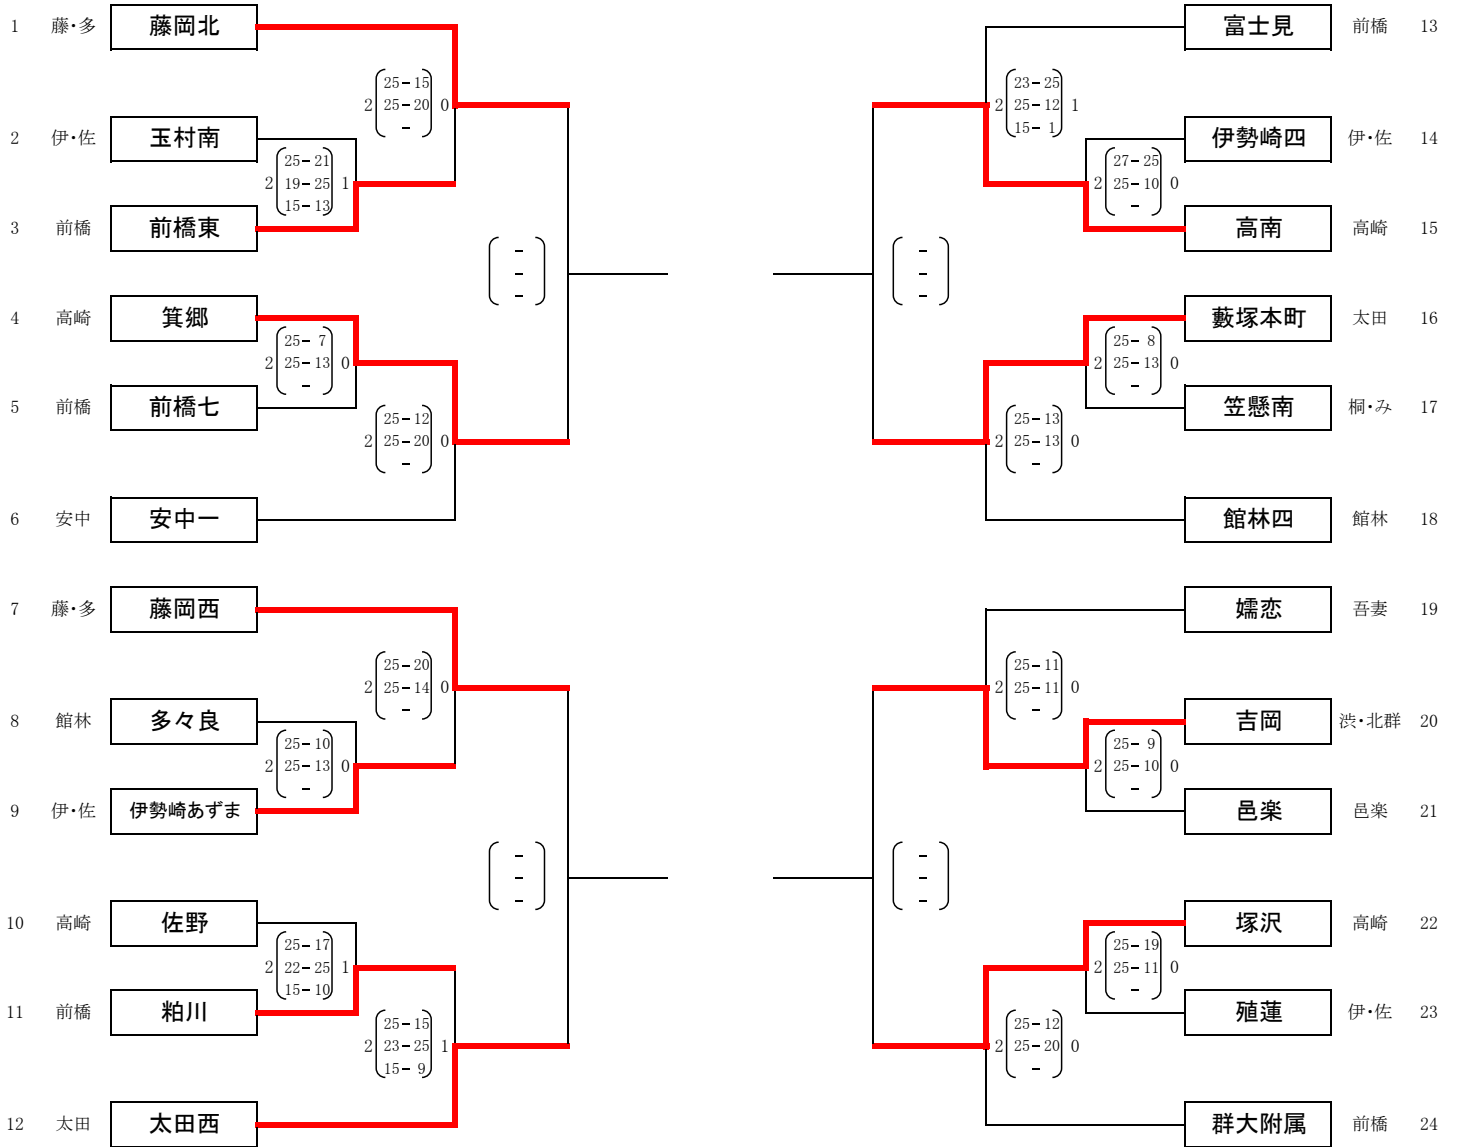 1 藤・多 藤岡北
25-15
2 25-20 0
-
2 伊・佐 玉村南
25-21
2 19-25 1
15-13
3 前橋 前橋東
-
-
-
4 高崎 箕郷
25- 7
2 25-13 0
-
5 前橋 前橋七
25-12
2 25-20 0
-
6 安中 安中一
7 藤・多 藤岡西
25-20
2 25-14 0
-
8 館林 多々良
25-10
2 25-13 0
-
9 伊・佐 伊勢崎あずま
-
-
-
10 高崎 佐野
25-17
2 22-25 1
15-10
11 前橋 粕川
25-15
2 23-25 1
15- 9
12 太田 太田西
富士見 前橋 13
23-25
2 25-12 1
15- 1
伊勢崎四 伊・佐 14
27-25
2 25-10 0
-
高南 高崎 15
-
-
-
藪塚本町 太田 16
25- 8
2 25-13 0
-
笠懸南 桐・み 17
25-13
2 25-13 0
-
館林四 館林 18
嬬恋 吾妻 19
25-11
2 25-11 0
-
吉岡 渋・北群 20
25- 9
2 25-10 0
-
邑楽 邑楽 21
-
-
-
塚沢 高崎 22
25-19
2 25-11 0
-
殖蓮 伊・佐 23
25-12
2 25-20 0
-
群大附属 前橋 24